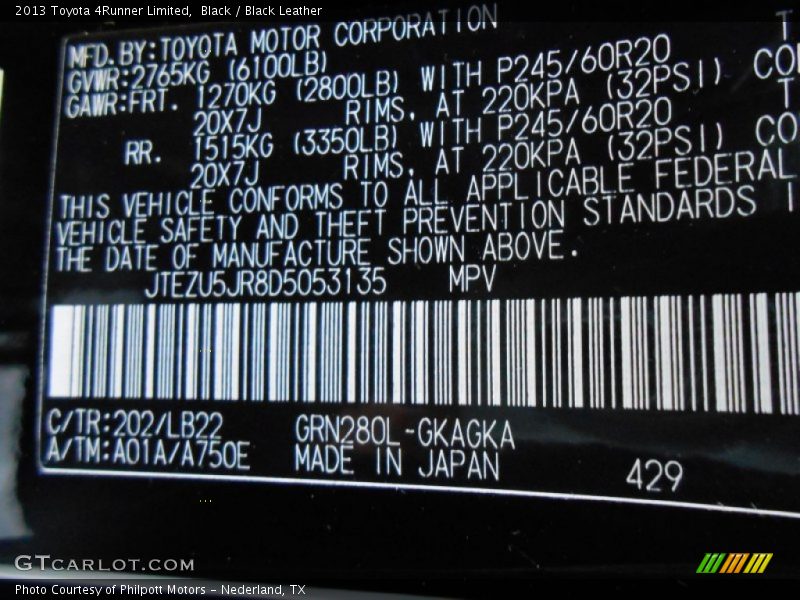 2013 Toyota 4Runner Limited,  Black / Black Leather
MFD. BY: TOYOTA MOTOR CORPORATION
GVWR: 2765KG (6100LB)
GAWR: FRT. 1270KG (2800LB) WITH P245/60R20
20X7J RIMS, AT 220KPA (32PSI)
RR. 1515KG (3350LB) WITH P245/60R20
20X7J RIMS, AT 220KPA (32PSI)
THIS VEHICLE CONFORMS TO ALL APPLICABLE FEDERAL
VEHICLE SAFETY AND THEFT PREVENTION STANDARDS
THE DATE OF MANUFACTURE SHOWN ABOVE.
JTEZU5JR8D5053135 MPV
C/TR: 202/LB22 GRN280L-GKAGKA
A/TM: A01A/A750E MADE IN JAPAN
429
GTCARLOT.COM
Photo Courtesy of Philpott Motors – Nederland, TX